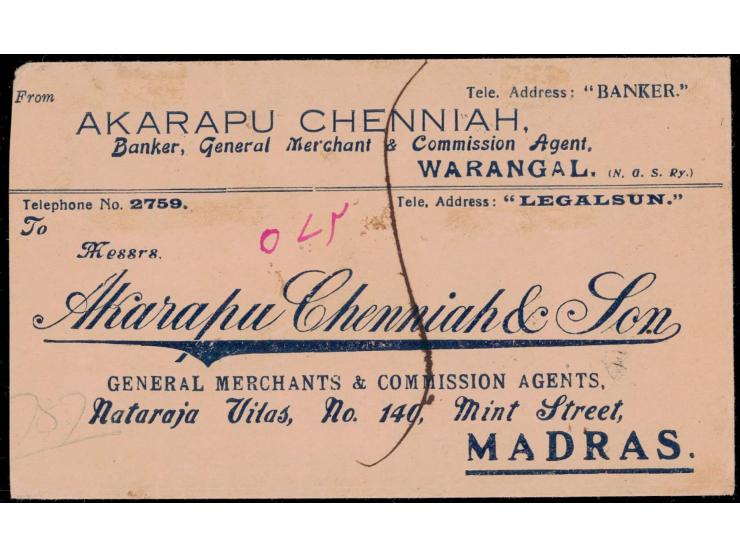 From
Tele. Address: "BANKER."
AKARAPU CHENNIAH,
Banker, General Merchant & Commission Agent,
WARANGAL. (N. G. S. Ry.)
Telephone No. 2759.
Tele, Address: "LEGALSUN."
To
Messrs.
Akarapu Chenniah & Son
GENERAL MERCHANTS & COMMISSION AGENTS,
Nataraja Vilas, No. 140, Mint Street,
MADRAS.